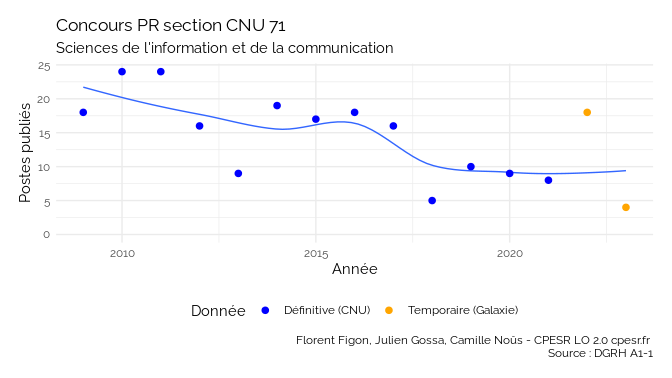 Concours PR section CNU 71
Sciences de l'information et de la communication
Postes publiés
25
20
15
10
5
0
2010
2015
2020
Année
Donnée
Définitive (CNU)
Temporaire (Galaxie)
Florent Figon, Julien Gossa, Camille Noûs - CPESR LO 2.0 cpesr.fr
Source : DGRH A1-1